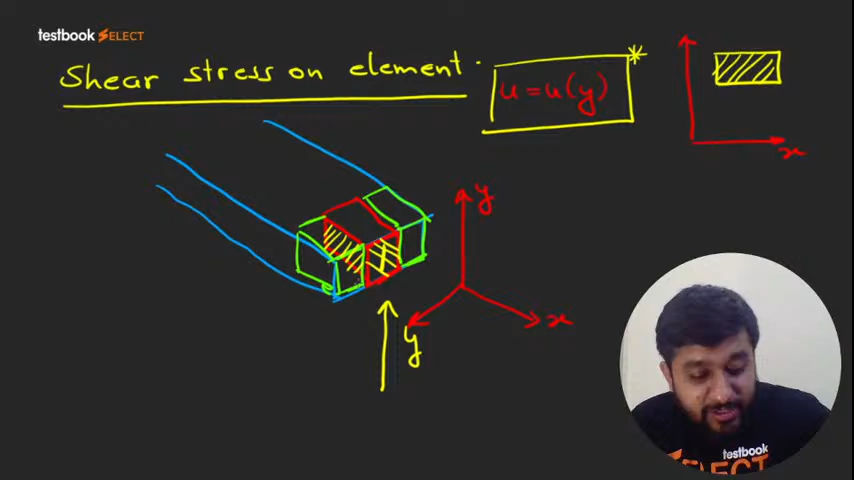 testbook SELECT
Shear stress on element.
u = u(y)
*
x
y
x
y
testbook
SELECT